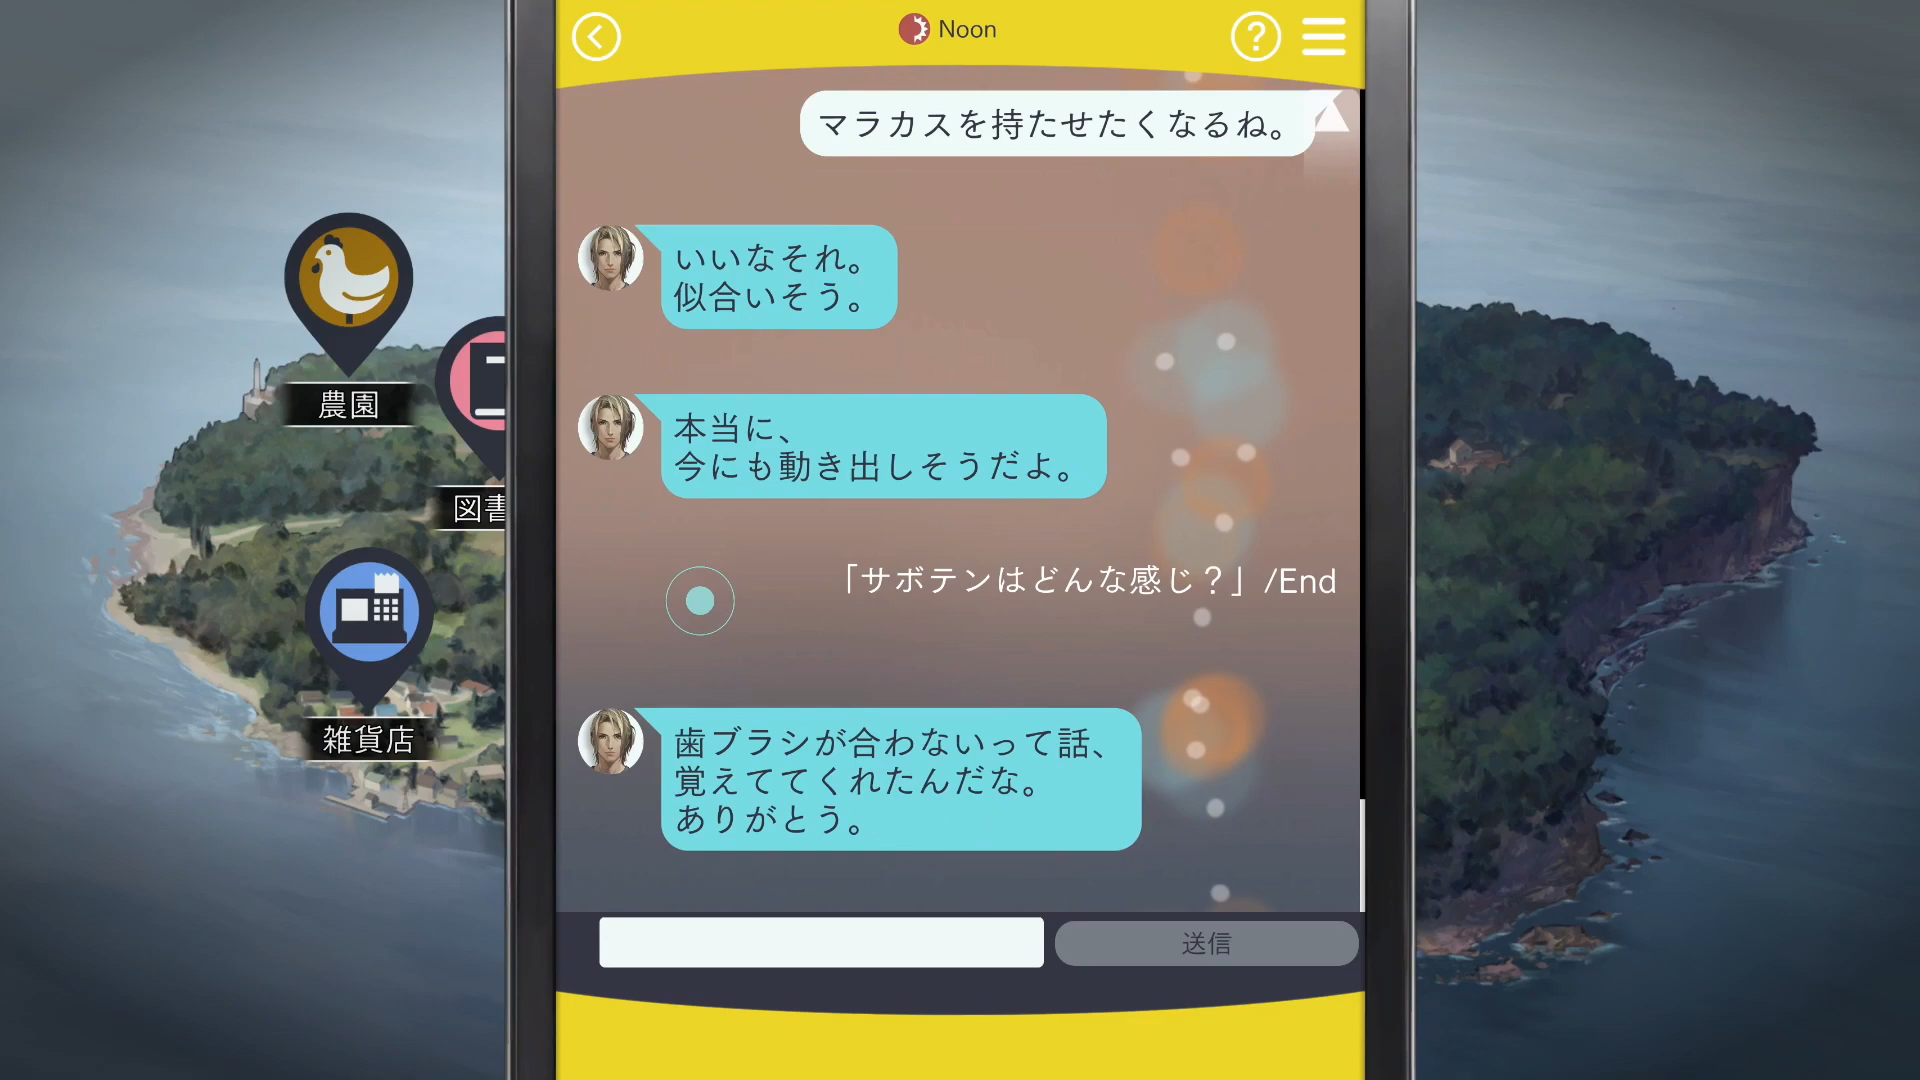 Noon
?
マラカスを持たせたくなるね。
いいなそれ。
似合いそう。
本当に、
今にも動き出しそうだよ。
「サボテンはどんな感じ？」/End
歯ブラシが合わないって話、
覚えててくれたんだな。
ありがとう。
送信
農園
図書
雑貨店